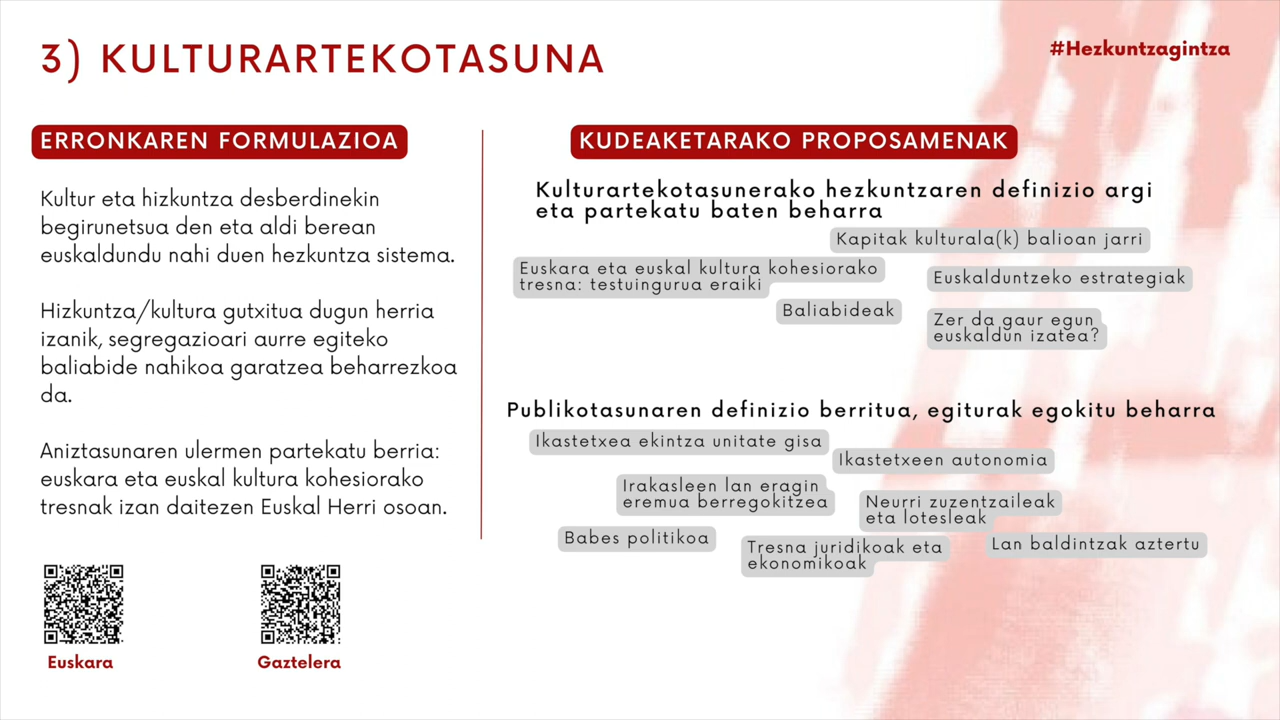 3) KULTURARTEKOTASUNA
#Hezkuntzagintza
ERRONKAREN FORMULAZIOA
Kultur eta hizkuntza desberdinekin
begirunetsua den eta aldi berean
euskaldundu nahi duen hezkuntza sistema.
Hizkuntza/kultura gutxitua dugun herria
izanik, segregazioari aurre egiteko
baliabide nahikoa garatzea beharrezkoa
da.
Aniztasunaren ulermen partekatu berria:
euskara eta euskal kultura kohesiorako
tresnak izan daitezen Euskal Herri osoan.
Euskara
Gaztelera
KUDEAKETARAKO PROPOSAMENAK
Kulturartekotasunerako hezkuntzaren definizio argi
eta partekatu baten beharra
Kapitak kulturala(k) balioan jarri
Euskara eta euskal kultura kohesiorako
tresna: testuingurua eraiki
Euskalduntzeko estrategiak
Baliabideak
Zer da gaur egun
euskaldun izatea?
Publikotasunaren definizio berritua, egiturak egokitu beharra
Ikastetxea ekintza unitate gisa
Ikastetxeen autonomia
Irakasleen lan eragin
eremua berregokitzea
Neurri zuzentzaileak
eta lotesleak
Babes politikoa
Tresna juridikoak eta
ekonomikoak
Lan baldintzak aztertu